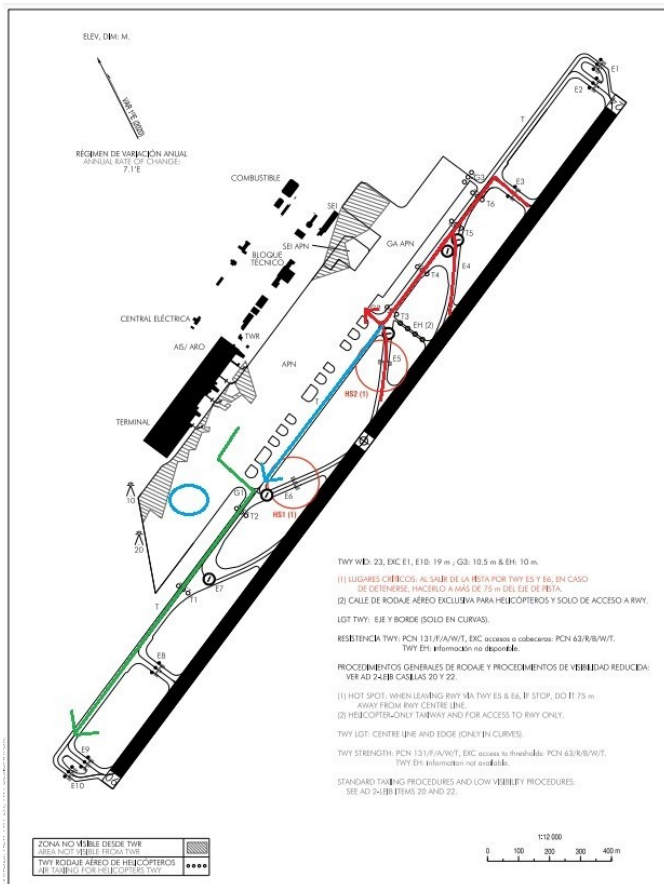 ELEV, DIM: M.
VAR 1°E (2020)
RÉGIMEN DE VARIACIÓN ANUAL
ANNUAL RATE OF CHANGE:
7.1'E
E1
E2
T
E3
COMBUSTIBLE
G3
T6
SEI
SEI APN
GA APN
T5
E4
BLOQUE
TÉCNICO
T4
CENTRAL ELÉCTRICA
T3
EH (2)
TWR
AIS/ ARO
APN
E5
HS2 (1)
T
TERMINAL
G1
E6
HS1 (1)
10
T2
20
E7
T1
T
E8
E9
E10
TWY WID: 23, EXC E1, E10: 19 m ; G3: 10.5 m & EH: 10 m.
(1) LUGARES CRÍTICOS: AL SALIR DE LA PISTA POR TWY E5 Y E6, EN CASO
DE DETENERSE, HACERLO A MÁS DE 75 m DEL EJE DE PISTA.
(2) CALLE DE RODAJE AÉREO EXCLUSIVA PARA HELICÓPTEROS Y SOLO DE ACCESO A RWY.
LGT TWY: EJE Y BORDE (SOLO EN CURVAS).
RESISTENCIA TWY: PCN 131/F/A/W/T, EXC accesos a cabeceras: PCN 63/R/B/W/T.
TWY EH: Información no disponible.
PROCEDIMIENTOS GENERALES DE RODAJE Y PROCEDIMIENTOS DE VISIBILIDAD REDUCIDA:
VER AD 2-LEIB CASILLAS 20 Y 22.
(1) HOT SPOT: WHEN LEAVING RWY VIA TWY E5 & E6, IF STOP, DO IT 75 m
AWAY FROM RWY CENTRE LINE.
(2) HELICOPTER-ONLY TAXIWAY AND FOR ACCESS TO RWY ONLY.
TWY LGT: CENTRE LINE AND EDGE (ONLY IN CURVES).
TWY STRENGTH: PCN 131/F/A/W/T, EXC access to thresholds: PCN 63/R/B/W/T.
TWY EH: Information not available.
STANDARD TAXIING PROCEDURES AND LOW VISIBILITY PROCEDURES:
SEE AD 2-LEIB ITEMS 20 AND 22.
ZONA NO VISIBLE DESDE TWR
AREA NOT VISIBLE FROM TWR
TWY RODAJE AÉREO DE HELICÓPTEROS
AIR TAXIING FOR HELICOPTERS TWY
1:12 000
0 100 200 300 400 m